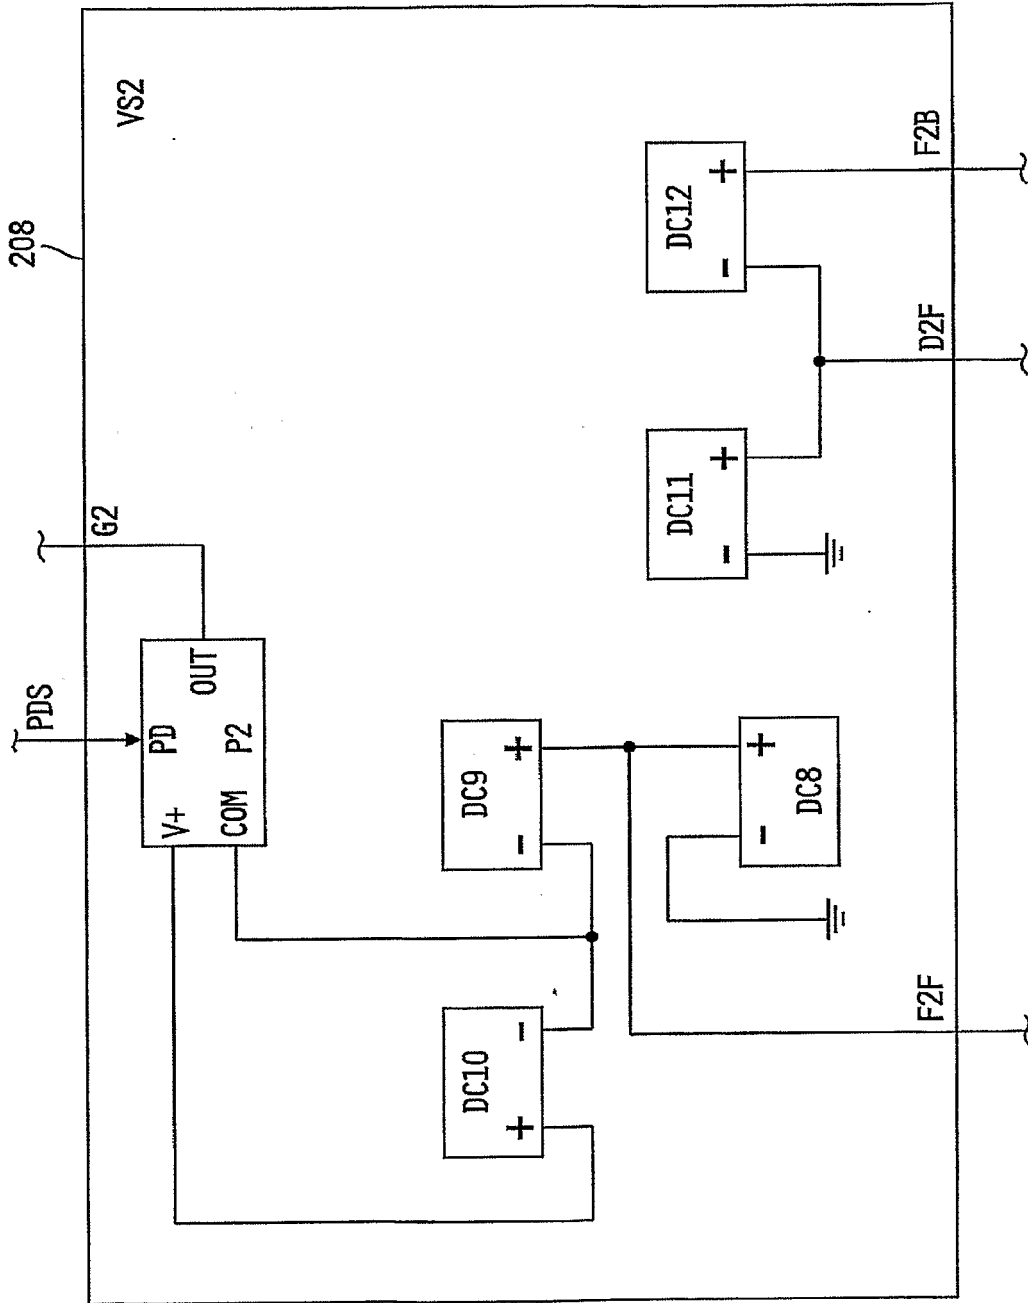 208
VS2
PDS
G2
PD
OUT
V+
COM
P2
DC10
+
-
DC9
-
+
DC8
-
+
DC11
-
+
DC12
-
+
F2F
D2F
F2B